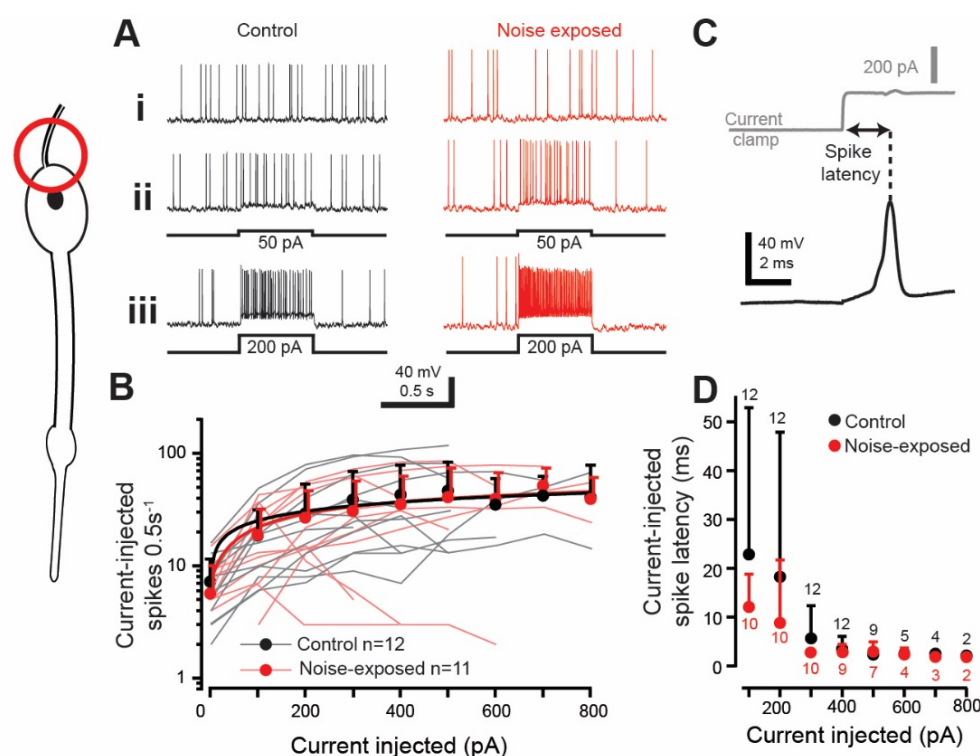 A
Control
Noise exposed
i
ii
50 pA
50 pA
iii
200 pA
200 pA
40 mV
0.5 s
B
Current-injected
spikes 0.5s⁻¹
100
10
1
Control n=12
Noise-exposed n=11
0
200
400
600
800
Current injected (pA)
C
200 pA
Current
clamp
Spike
latency
40 mV
2 ms
D
Current-injected
spike latency (ms)
50
40
30
20
10
0
Control
Noise-exposed
12
12
12
12
9
5
4
2
10
10
10
9
7
4
3
2
200
400
600
800
Current injected (pA)